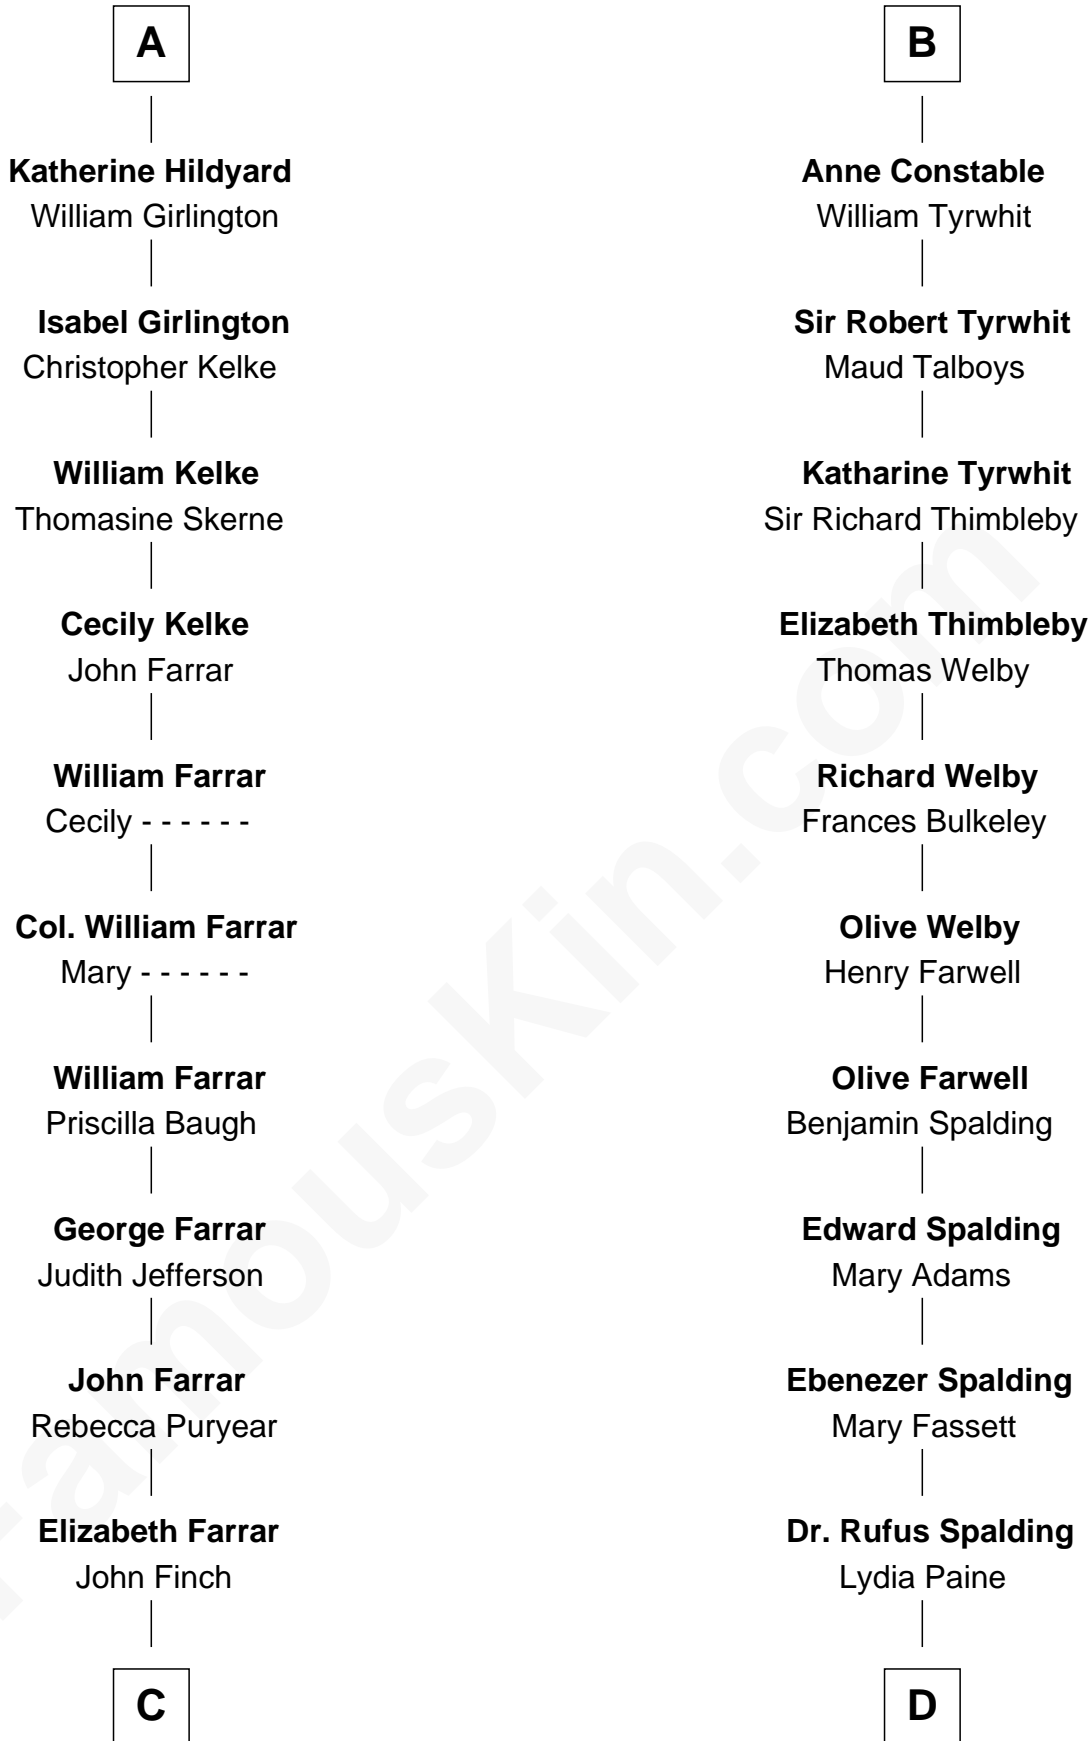 A
Katherine Hildyard
William Girlington
Isabel Girlington
Christopher Kelke
William Kelke
Thomasine Skerne
Cecily Kelke
John Farrar
William Farrar
Cecily - - - - - -
Col. William Farrar
Mary - - - - - -
William Farrar
Priscilla Baugh
George Farrar
Judith Jefferson
John Farrar
Rebecca Puryear
Elizabeth Farrar
John Finch
C
B
Anne Constable
William Tyrwhit
Sir Robert Tyrwhit
Maud Talboys
Katharine Tyrwhit
Sir Richard Thimbleby
Elizabeth Thimbleby
Thomas Welby
Richard Welby
Frances Bulkeley
Olive Welby
Henry Farwell
Olive Farwell
Benjamin Spalding
Edward Spalding
Mary Adams
Ebenezer Spalding
Mary Fassett
Dr. Rufus Spalding
Lydia Paine
D
FamousKin.com